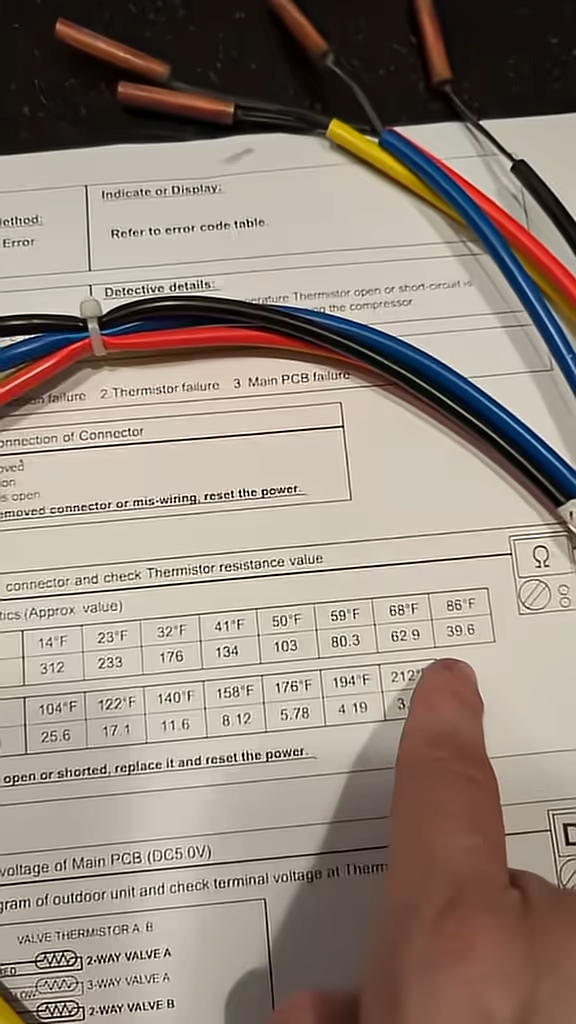 ethod:
Indicate or Display:
Error
Refer to error code table.
Detective details:
Thermistor open or short-circuit is
the compressor.
failure 2.Thermistor failure 3. Main PCB failure
onnection of Connector
oved
ion
is open
emoved connector or mis-wiring, reset the power.
connector and check Thermistor resistance value
tics (Approx. value)
14°F 23°F 32°F 41°F 50°F 59°F 68°F 86°F
312 233 176 134 103 80.3 62.9 39.6
104°F 122°F 140°F 158°F 176°F 194°F 212°
25.6 17.1 11.6 8.12 5.78 4.19 3.
Ω
open or shorted, replace it and reset the power.
voltage of Main PCB (DC5.0V)
gram of outdoor unit and check terminal voltage at Therm
VALVE THERMISTOR A, B
2-WAY VALVE A
3-WAY VALVE A
2-WAY VALVE B